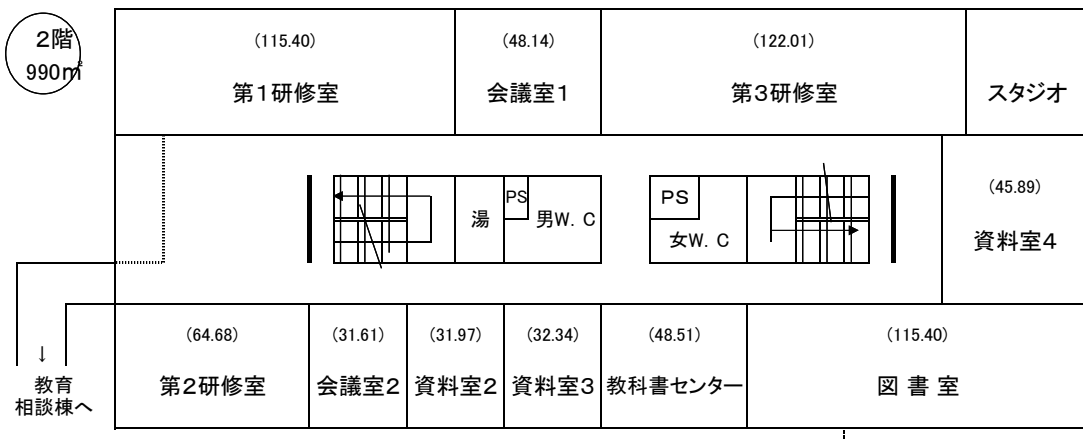 2階
990㎡
(115.40)
第1研修室
(48.14)
会議室1
(122.01)
第3研修室
スタジオ
湯
PS
男W. C
PS
女W. C
(45.89)
資料室4
(64.68)
第2研修室
(31.61)
会議室2
(31.97)
資料室2
(32.34)
資料室3
(48.51)
教科書センター
(115.40)
図 書 室
↓
教育
相談棟へ